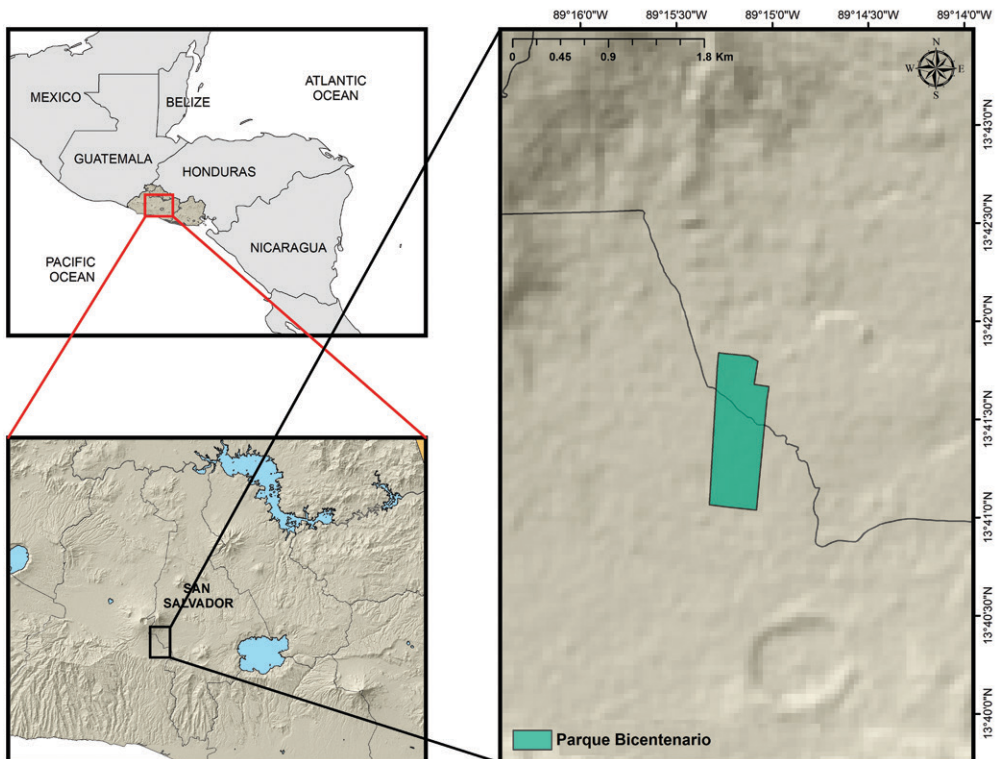 ATLANTIC
OCEAN
MEXICO
BELIZE
GUATEMALA
HONDURAS
NICARAGUA
PACIFIC
OCEAN
SAN
SALVADOR
89°16'0"W 89°15'30"W 89°15'0"W 89°14'30"W 89°14'0"W
0 0.45 0.9 1.8 Km
N
W E
S
13°43'0"N
13°42'30"N
13°42'0"N
13°41'30"N
13°41'0"N
13°40'30"N
13°40'0"N
Parque Bicentenario